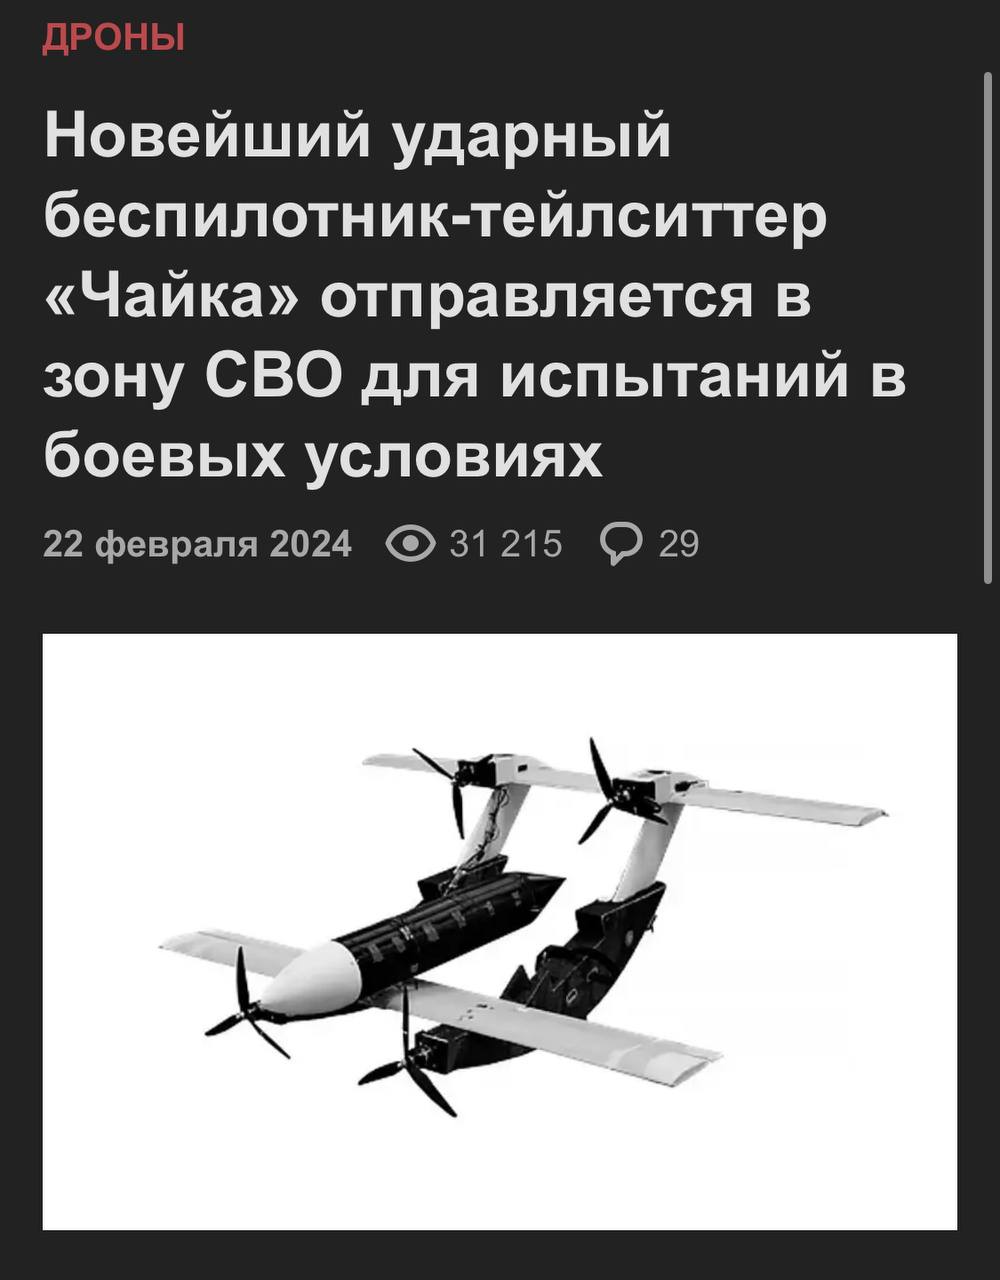 ДРОНЫ
Новейший ударный
беспилотник-тейлситтер
«Чайка» отправляется в
зону СВО для испытаний в
боевых условиях
22 февраля 2024 31 215 29